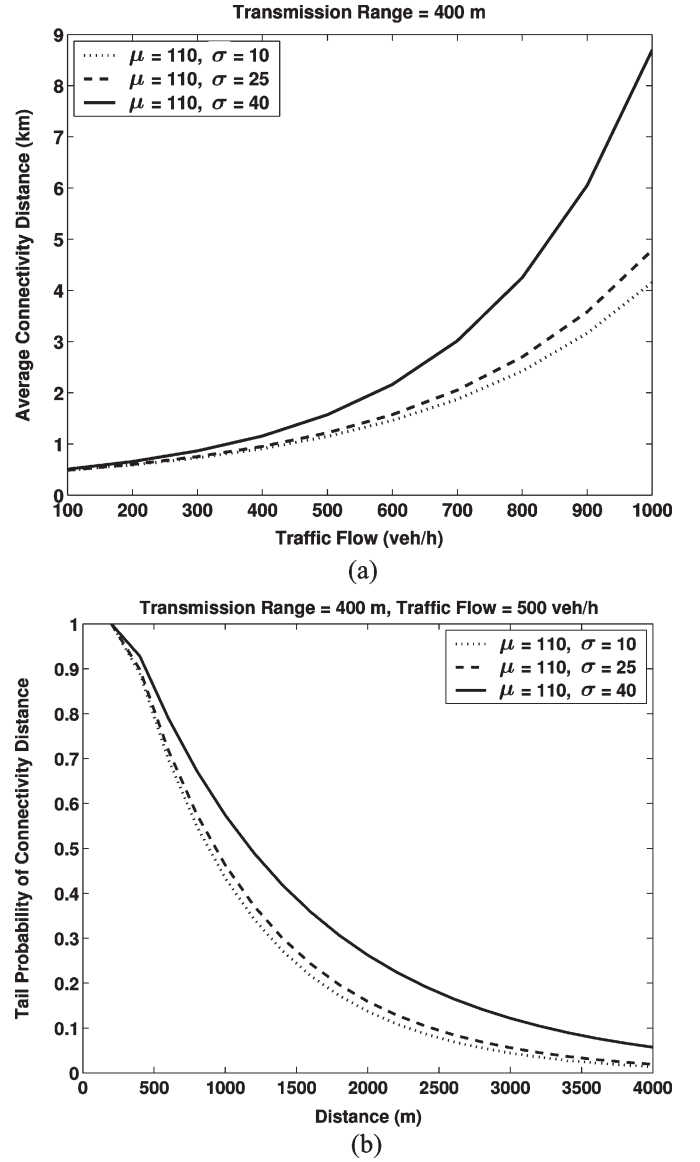 Transmission Range = 400 m
μ = 110, σ = 10
μ = 110, σ = 25
μ = 110, σ = 40
Average Connectivity Distance (km)
9
8
7
6
5
4
3
2
1
0
100 200 300 400 500 600 700 800 900 1000
Traffic Flow (veh/h)
(a)
Transmission Range = 400 m, Traffic Flow = 500 veh/h
μ = 110, σ = 10
μ = 110, σ = 25
μ = 110, σ = 40
Tail Probability of Connectivity Distance
1
0.9
0.8
0.7
0.6
0.5
0.4
0.3
0.2
0.1
0
0 500 1000 1500 2000 2500 3000 3500 4000
Distance (m)
(b)